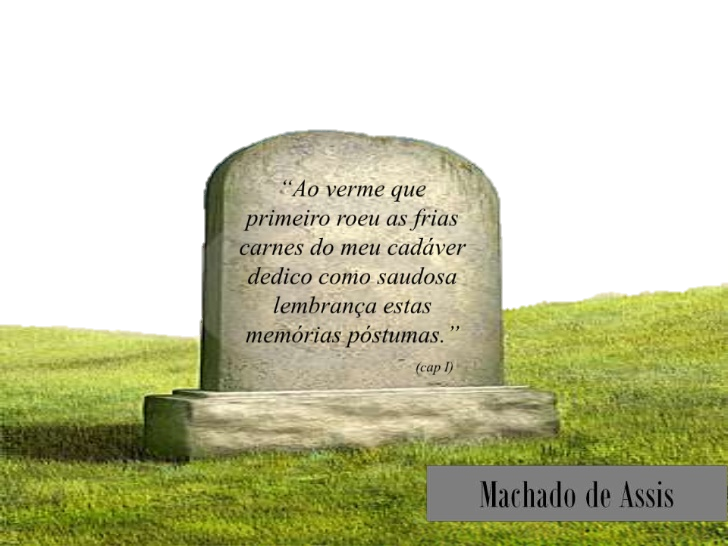 “Ao verme que
primeiro roeu as frias
carnes do meu cadáver
dedico como saudosa
lembrança estas
memórias póstumas.”
(cap I)
Machado de Assis